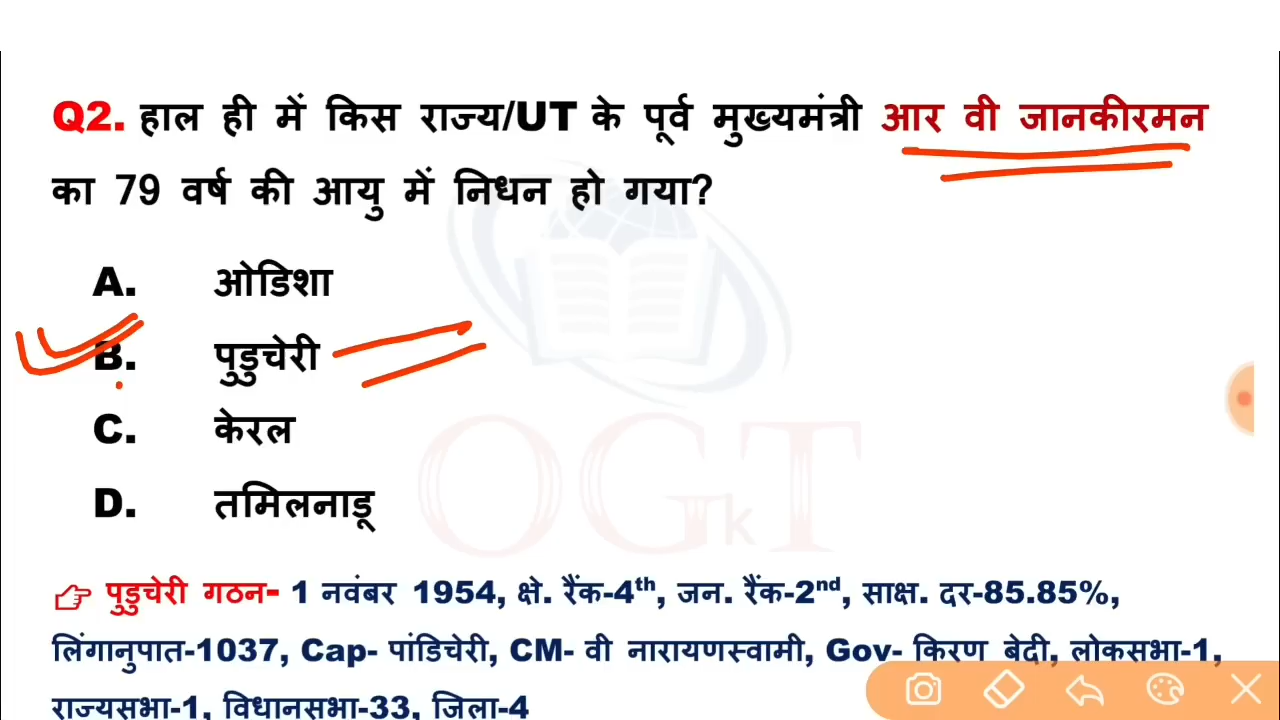 Q2. हाल ही में किस राज्य/UT के पूर्व मुख्यमंत्री आर वी जानकीरमन
का 79 वर्ष की आयु में निधन हो गया?
A. ओडिशा
B. पुडुचेरी
C. केरल
D. तमिलनाडू
OGT
k
पुडुचेरी गठन- 1 नवंबर 1954, क्षे. रैंक-4th, जन. रैंक-2nd, साक्ष. दर-85.85%,
लिंगानुपात-1037, Cap- पांडिचेरी, CM- वी नारायणस्वामी, Gov- किरण बेदी, लोकसभा-1,
राज्यसभा-1, विधानसभा-33, जिला-4